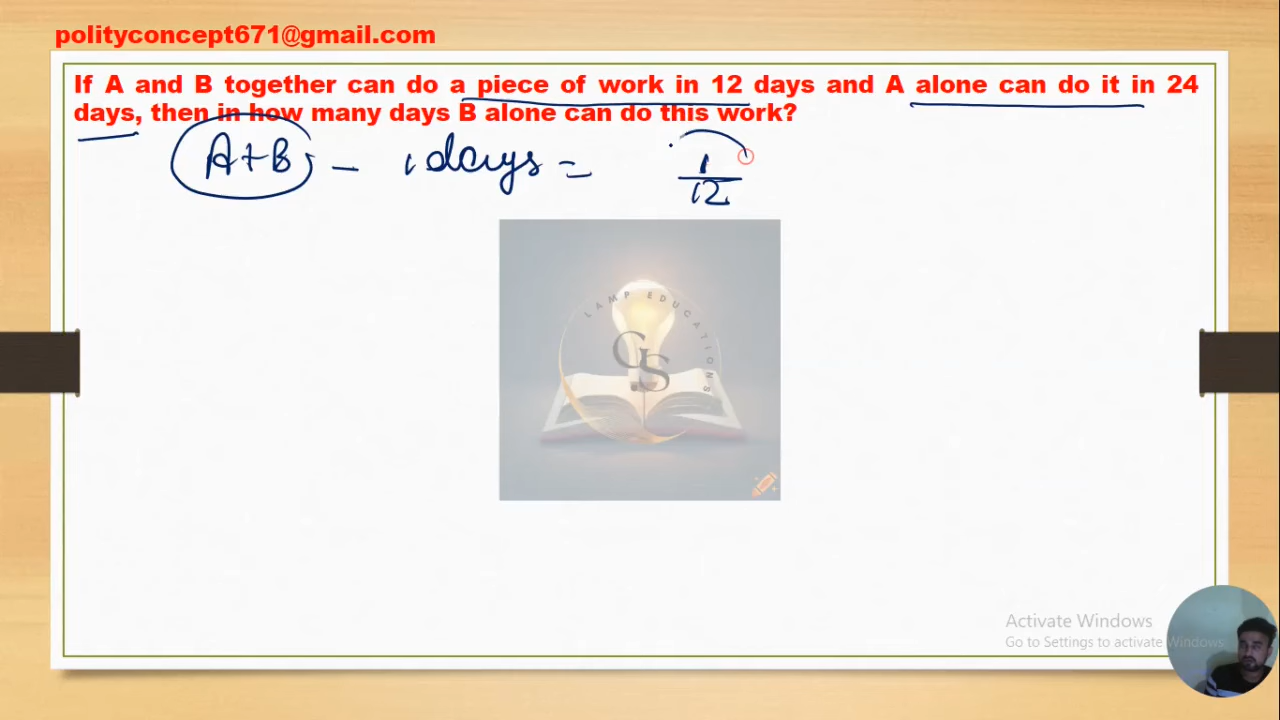 polityconcept671@gmail.com
If A and B together can do a piece of work in 12 days and A alone can do it in 24
days, then in how many days B alone can do this work?
A+B – 1 days = 1/12
LAMP EDUCATIONS
GS
Activate Windows
Go to Settings to activate Windows.